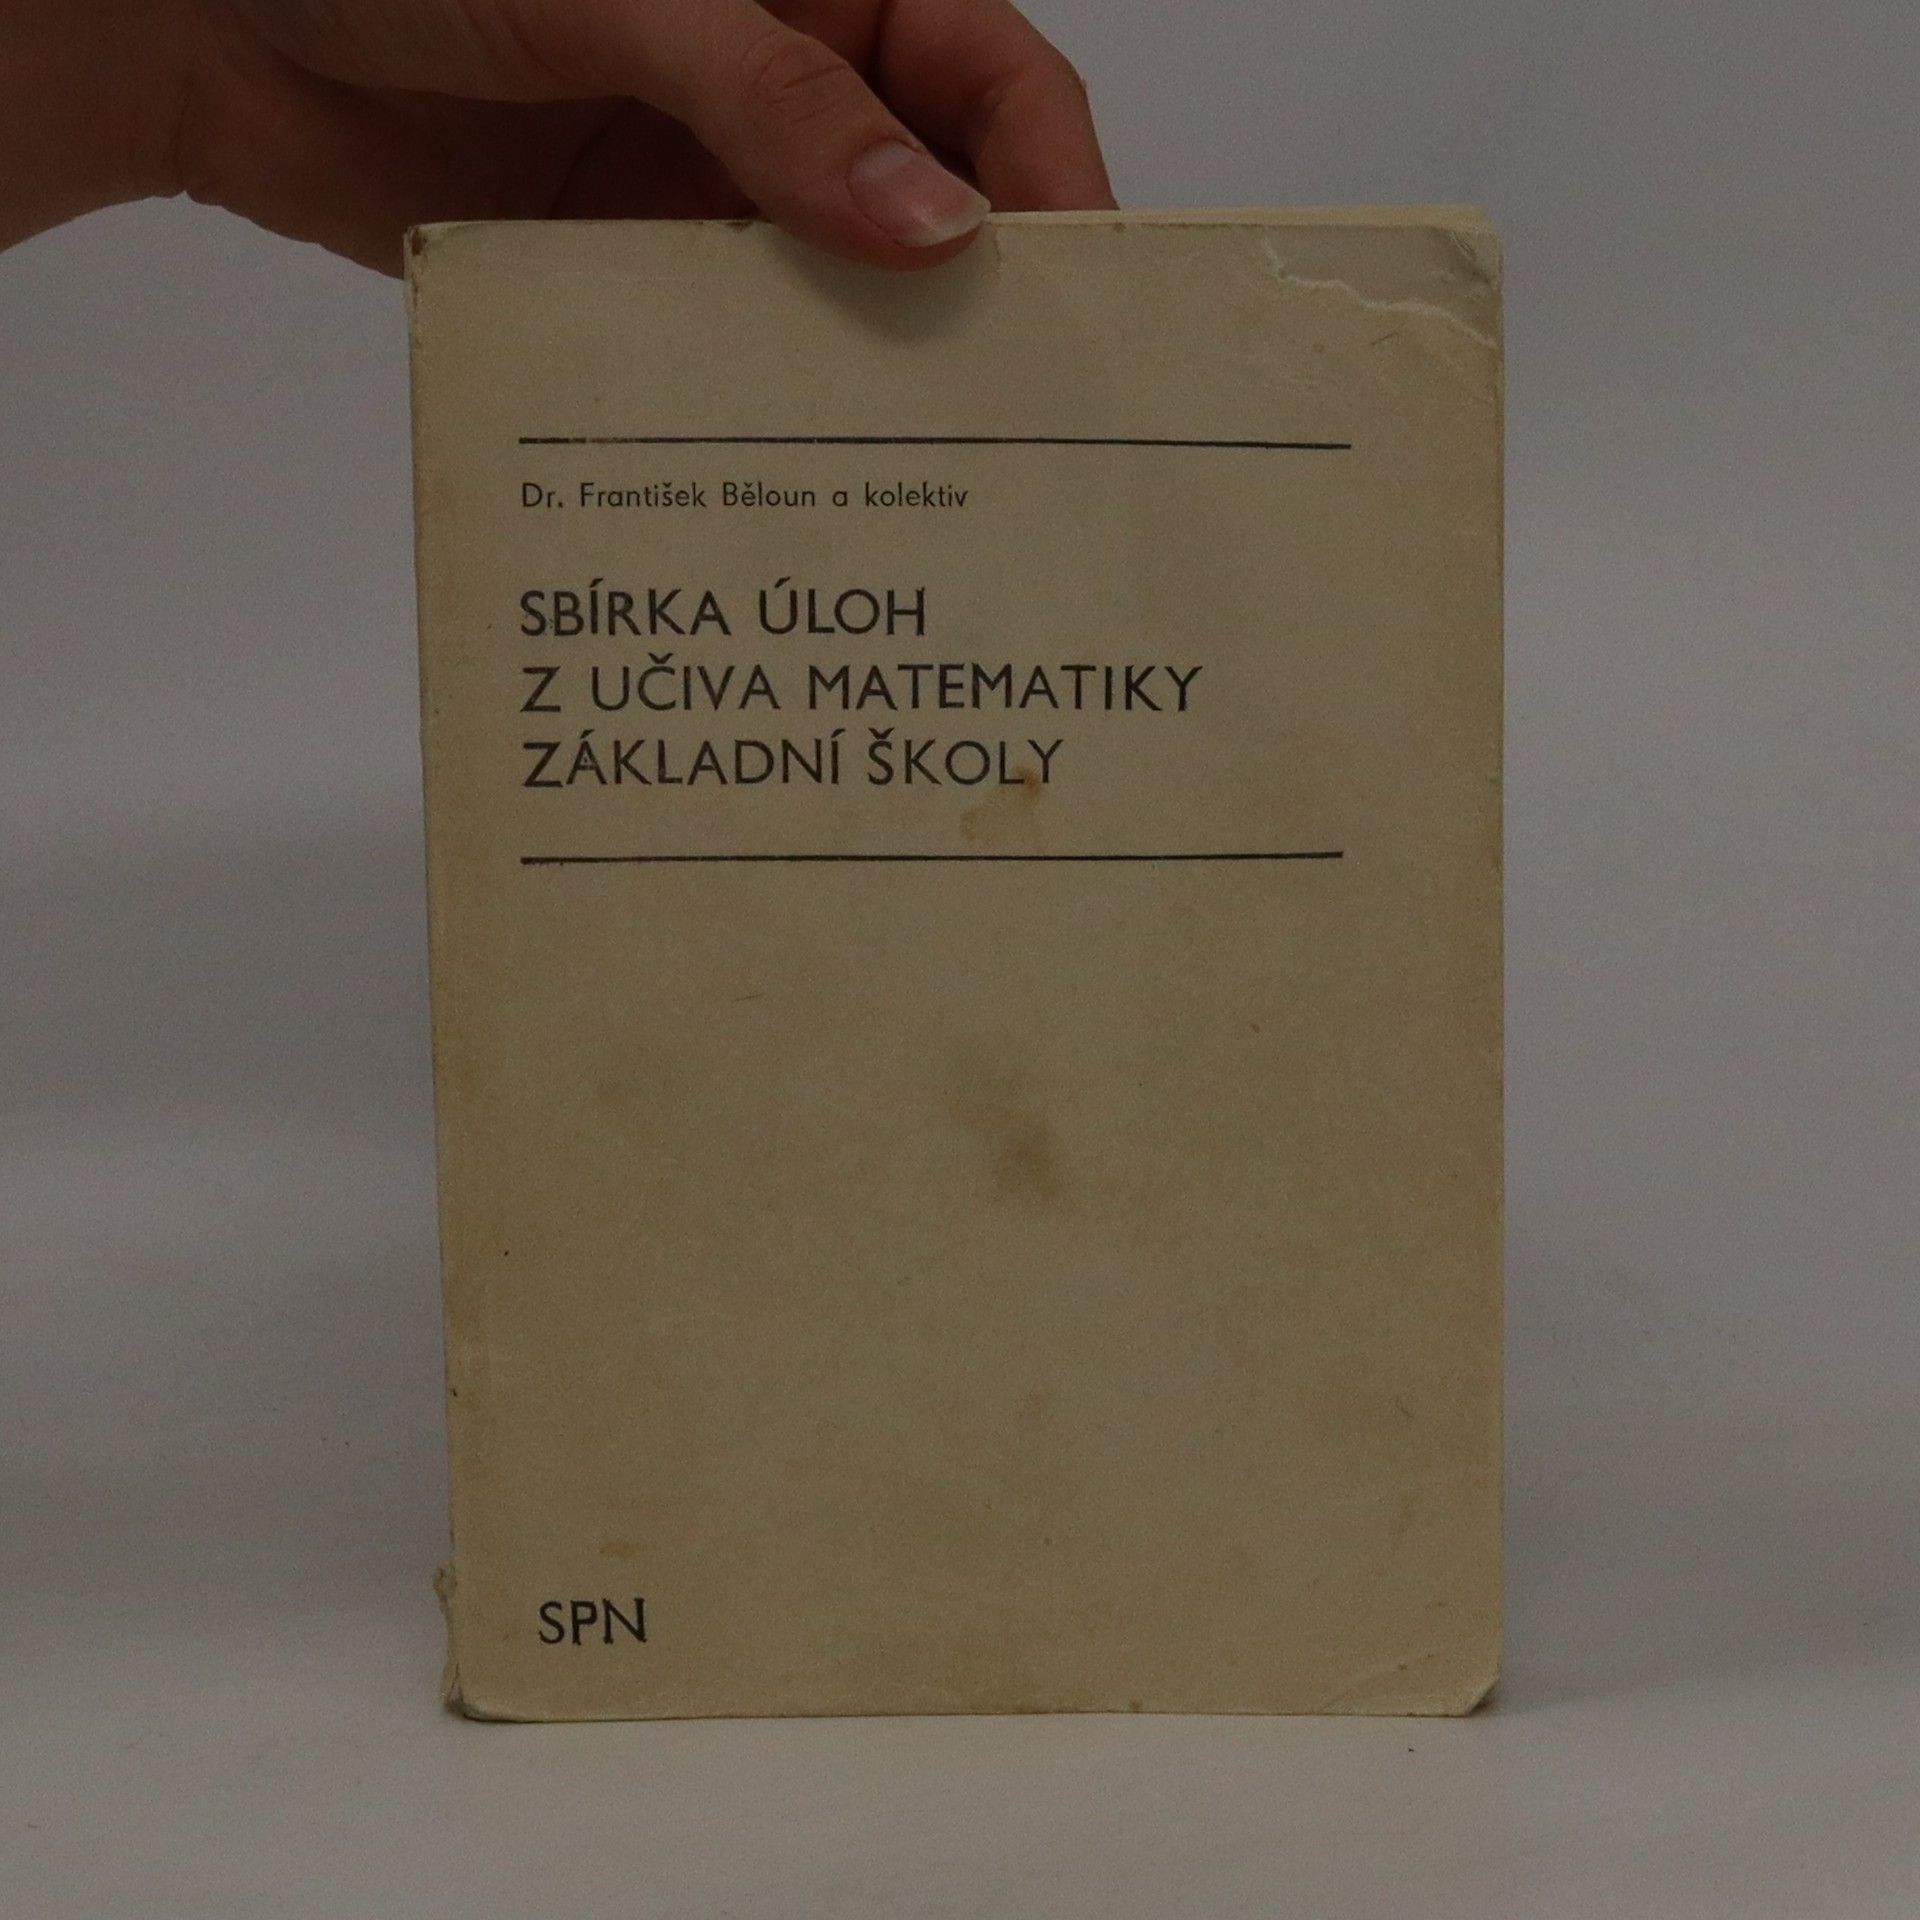 Dr. František Běloun a kolektiv
SBÍRKA ÚLOH
Z UČIVA MATEMATIKY
ZÁKLADNÍ ŠKOLY
SPN